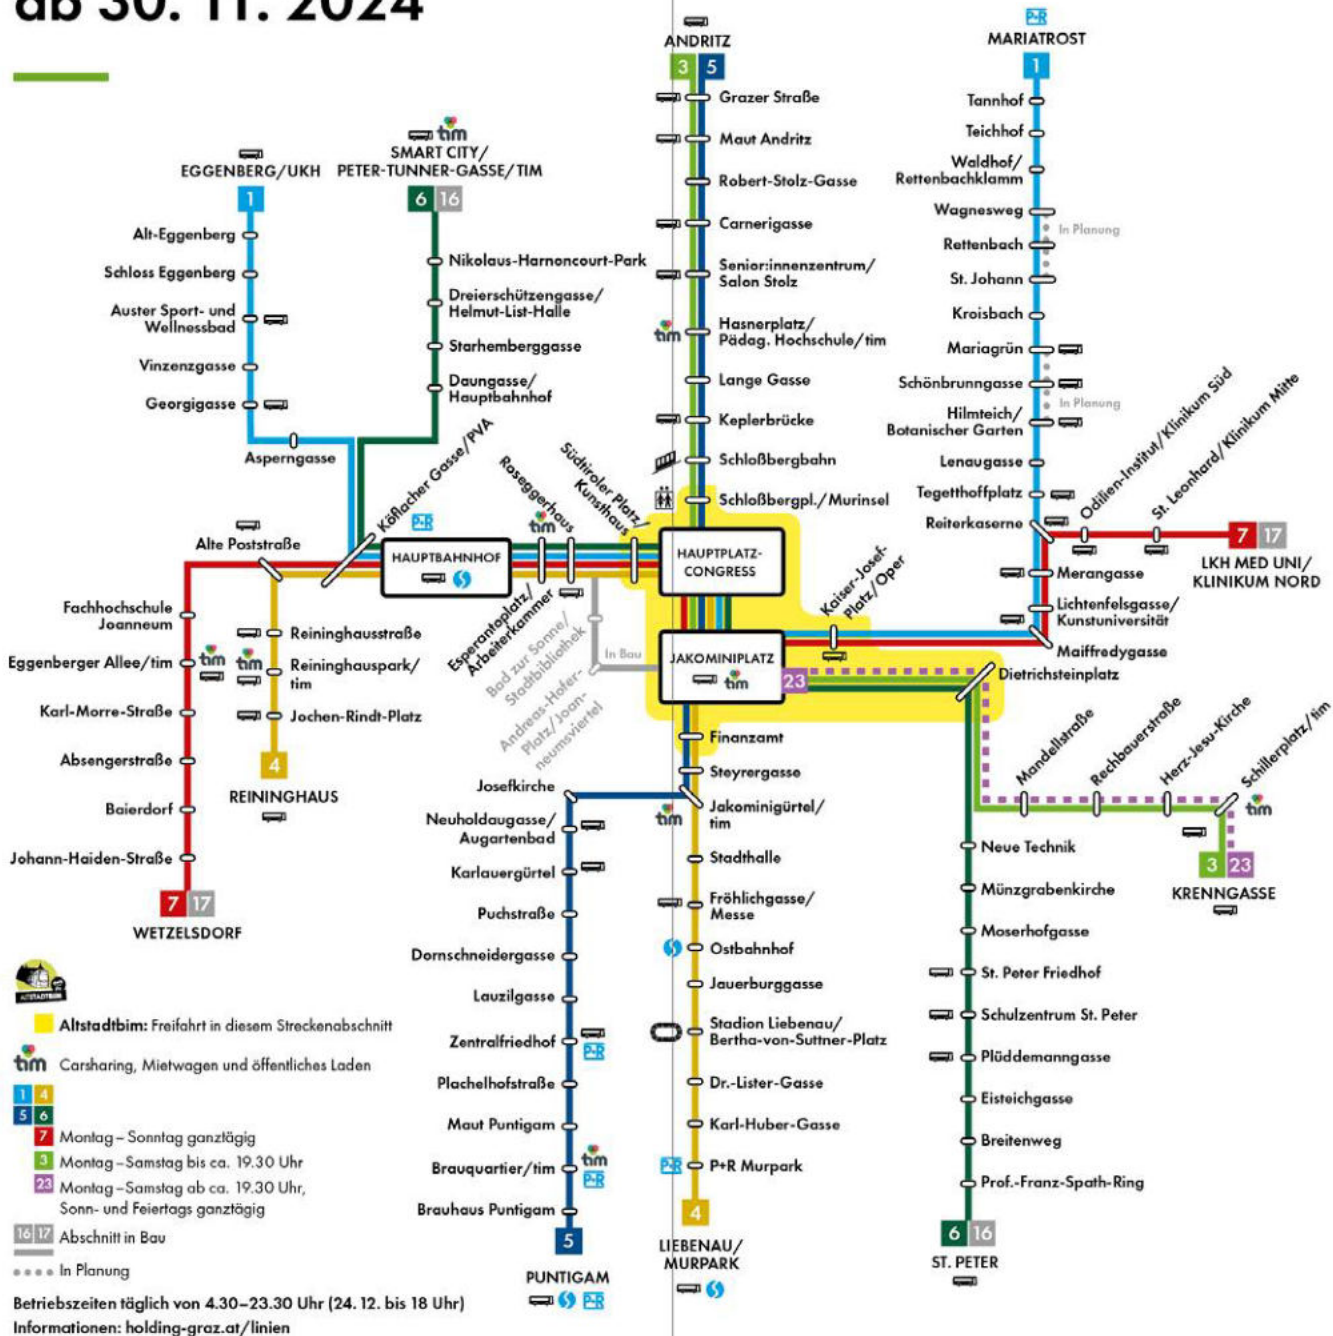 ab 30. 11. 2024
ANDRITZ
3 5
Grazer Straße
Maut Andritz
Robert-Stolz-Gasse
Carnerigasse
Senior:innenzentrum/
Salon Stolz
tim
Hasnerplatz/
Pädag. Hochschule/tim
Lange Gasse
Keplerbrücke
Schloßbergbahn
Schloßbergpl./Murinsel
P+R
MARIATROST
1
Tannhof
Teichhof
Waldhof/
Rettenbachklamm
Wagnesweg
In Planung
Rettenbach
St. Johann
Kroisbach
Mariagrün
Schönbrunngasse
In Planung
Hilmteich/
Botanischer Garten
Lenaugasse
Tegetthoffplatz
Reiterkaserne
Odilien-Institut/Klinikum Süd
St. Leonhard/Klinikum Mitte
7 17
LKH MED UNI/
KLINIKUM NORD
Merangasse
Lichtenfelsgasse/
Kunstuniversität
Maiffredygasse
EGGENBERG/UKH
1
Alt-Eggenberg
Schloss Eggenberg
Auster Sport- und
Wellnessbad
Vinzenzgasse
Georgigasse
Asperngasse
tim
SMART CITY/
PETER-TUNNER-GASSE/TIM
6 16
Nikolaus-Harnoncourt-Park
Dreierschützengasse/
Helmut-List-Halle
Starhemberggasse
Daungasse/
Hauptbahnhof
Köflacher Gasse/PVA
P+R
HAUPTBAHNHOF
S
Roseggerhaus
tim
Südtiroler Platz/
Kunsthaus
Esperantoplatz/
Arbeiterkammer
Bad zur Sonne/
Stadtbibliothek
Andreas-Hofer-
Platz/Joan-
neumsviertel
In Bau
HAUPTPLATZ-
CONGRESS
JAKOMINIPLATZ
tim
23
Kaiser-Josef-
Platz/Oper
Dietrichsteinplatz
Mandellstraße
Rechbauerstraße
Herz-Jesu-Kirche
Schillerplatz/tim
tim
3 23
KRENNGASSE
Alte Poststraße
Fachhochschule
Joanneum
Eggenberger Allee/tim
tim
Karl-Morre-Straße
Absengerstraße
Baierdorf
Johann-Haiden-Straße
7 17
WETZELSDORF
Reininghausstraße
tim
Reininghauspark/
tim
Jochen-Rindt-Platz
4
REININGHAUS
Finanzamt
Steyrergasse
tim
Jakominigürtel/
tim
Stadthalle
Fröhlichgasse/
Messe
S
Ostbahnhof
Jauerburggasse
Stadion Liebenau/
Bertha-von-Suttner-Platz
Dr.-Lister-Gasse
Karl-Huber-Gasse
P+R
P+R Murpark
4
LIEBENAU/
MURPARK
S
Josefkirche
Neuholdaugasse/
Augartenbad
Karlauergürtel
Puchstraße
Dornschneidergasse
Lauzilgasse
Zentralfriedhof
P+R
Plachelhofstraße
Maut Puntigam
Brauquartier/tim
tim
P+R
Brauhaus Puntigam
5
PUNTIGAM
S P+R
Neue Technik
Münzgrabenkirche
Moserhofgasse
St. Peter Friedhof
Schulzentrum St. Peter
Plüddemanngasse
Eisteichgasse
Breitenweg
Prof.-Franz-Spath-Ring
6 16
ST. PETER
ALTSTADTBIM
Altstadtbim: Freifahrt in diesem Streckenabschnitt
tim Carsharing, Mietwagen und öffentliches Laden
1 4
5 6
7 Montag – Sonntag ganztägig
3 Montag – Samstag bis ca. 19.30 Uhr
23 Montag – Samstag ab ca. 19.30 Uhr,
Sonn- und Feiertags ganztägig
16 17 Abschnitt in Bau
In Planung
Betriebszeiten täglich von 4.30–23.30 Uhr (24. 12. bis 18 Uhr)
Informationen: holding-graz.at/linien